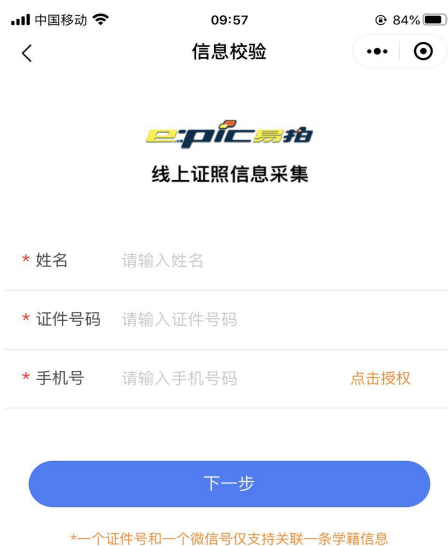 中国移动 09:57 84%
信息校验
e:pic易拍
线上证照信息采集
* 姓名 请输入姓名
* 证件号码 请输入证件号码
* 手机号 请输入手机号码 点击授权
下一步
*一个证件号和一个微信号仅支持关联一条学籍信息